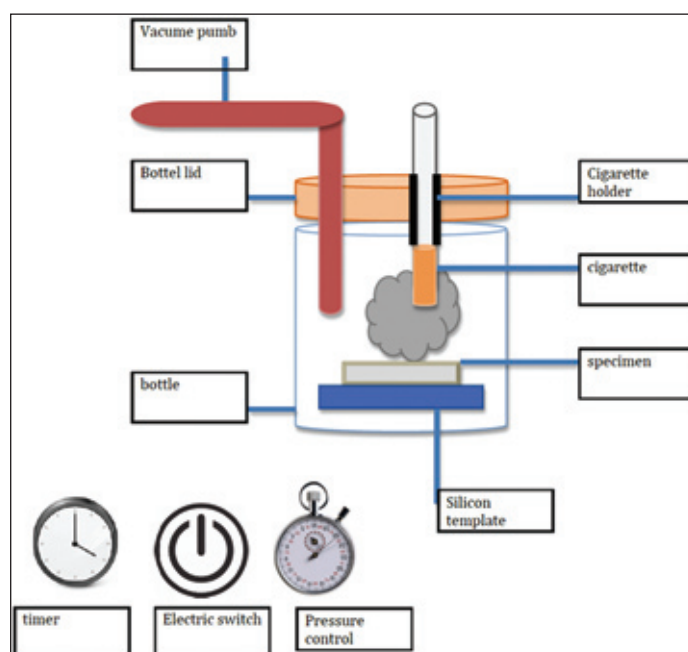 Vacume pumb
Bottel lid
Cigarette
holder
cigarette
bottle
specimen
Silicon
template
timer
Electric switch
Pressure
control